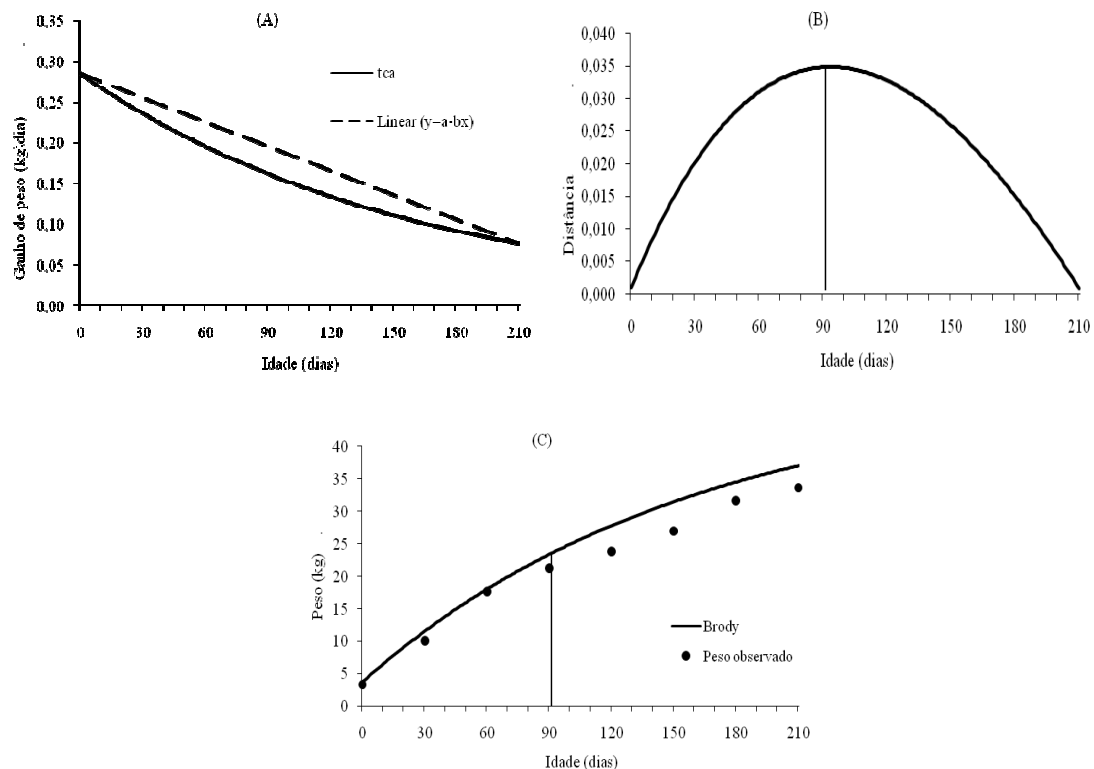 (A)
0,35
0,30
0,25
0,20
0,15
0,10
0,05
0,00
Ganho de peso (kg\dia)
tca
Linear (y=a-bx)
0 30 60 90 120 150 180 210
Idade (dias)
(B)
0,040
0,035
0,030
0,025
0,020
0,015
0,010
0,005
0,000
Distância
0 30 60 90 120 150 180 210
Idade (dias)
(C)
40
35
30
25
20
15
10
5
0
Peso (kg)
Brody
Peso observado
0 30 60 90 120 150 180 210
Idade (dias)